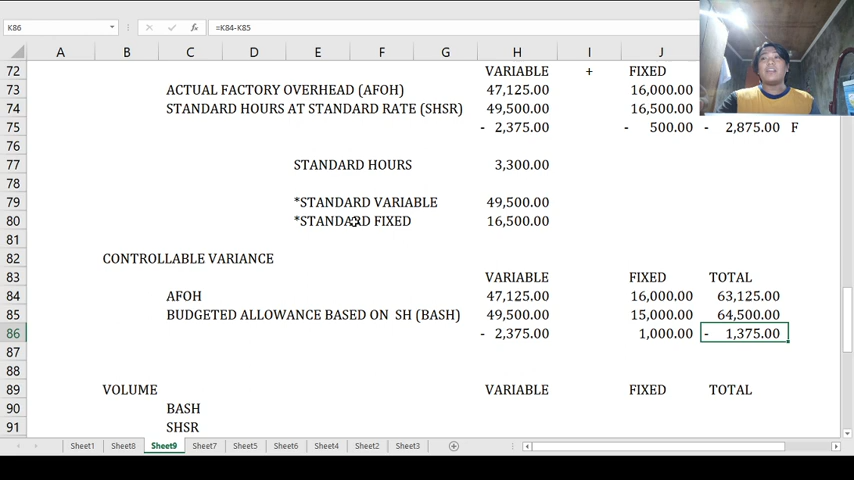 K86 fx =K84-K85
A B C D E F G H I J
72 VARIABLE + FIXED
73 ACTUAL FACTORY OVERHEAD (AFOH) 47,125.00 16,000.00
74 STANDARD HOURS AT STANDARD RATE (SHSR) 49,500.00 16,500.00
75 - 2,375.00 - 500.00 - 2,875.00 F
76
77 STANDARD HOURS 3,300.00
78
79 *STANDARD VARIABLE 49,500.00
80 *STANDARD FIXED 16,500.00
81
82 CONTROLLABLE VARIANCE
83 VARIABLE FIXED TOTAL
84 AFOH 47,125.00 16,000.00 63,125.00
85 BUDGETED ALLOWANCE BASED ON SH (BASH) 49,500.00 15,000.00 64,500.00
86 - 2,375.00 1,000.00 - 1,375.00
87
88
89 VOLUME VARIABLE FIXED TOTAL
90 BASH
91 SHSR
Sheet1 Sheet8 Sheet9 Sheet7 Sheet5 Sheet6 Sheet4 Sheet2 Sheet3